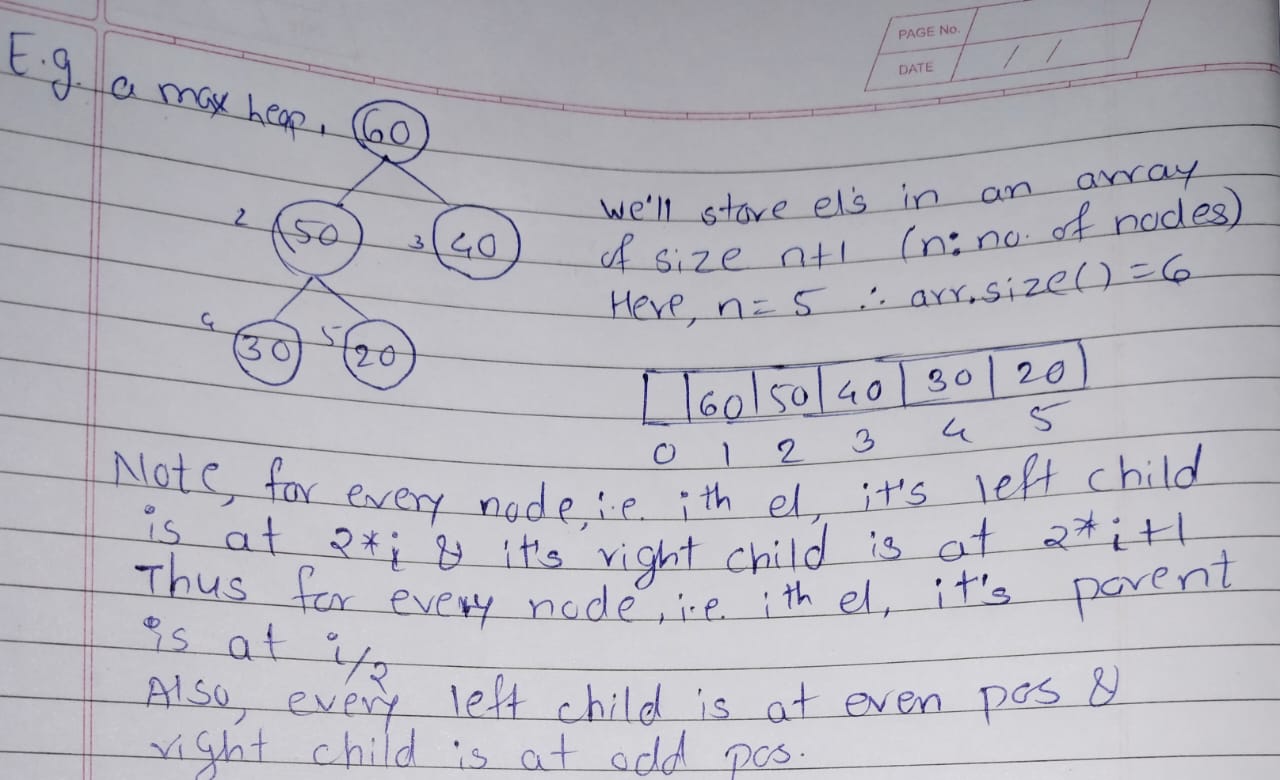 PAGE No.
DATE / /
E.g. a max heap,
60
2 50 3 40
4 30 5 20
We'll store el's in an array
of size n+1 (n: no. of nodes)
Here, n = 5 ∴ arr.size() = 6
60 50 40 30 20
0 1 2 3 4 5
Note, for every node, i.e. ith el, it's left child
is at 2*i & it's right child is at 2*i+1
Thus for every node, i.e. ith el, it's parent
is at i/2
Also, every left child is at even pos &
right child is at odd pos.